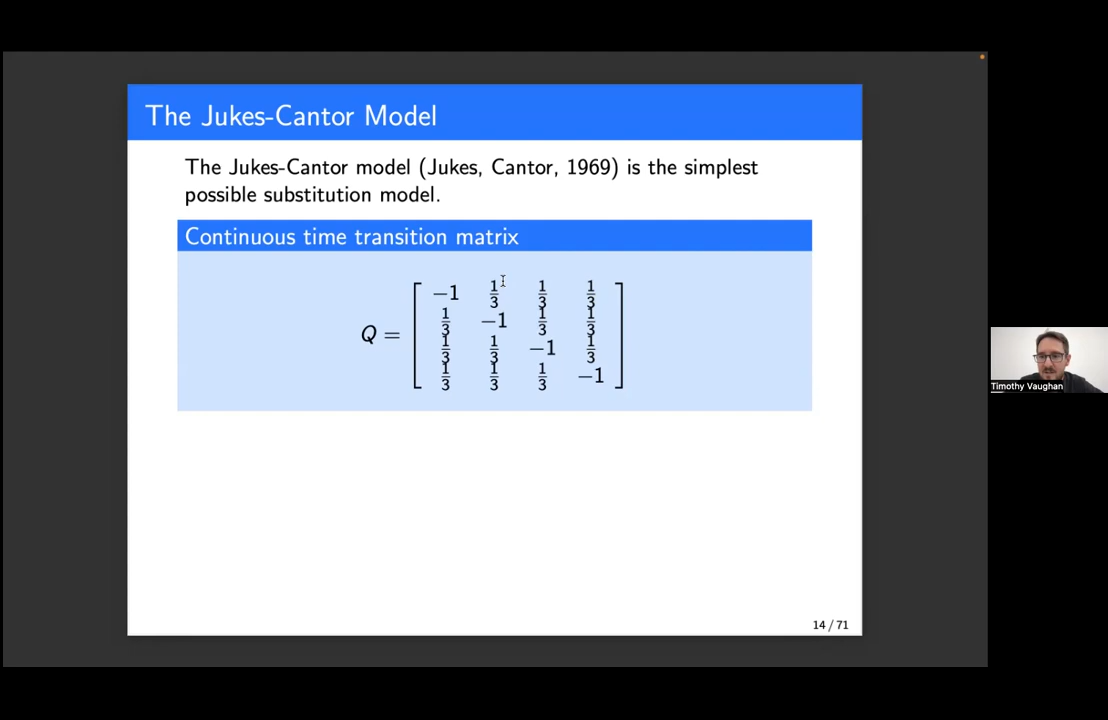 The Jukes-Cantor Model
The Jukes-Cantor model (Jukes, Cantor, 1969) is the simplest
possible substitution model.
Continuous time transition matrix
Q = [ −1 1/3 1/3 1/3
1/3 −1 1/3 1/3
1/3 1/3 −1 1/3
1/3 1/3 1/3 −1 ]
Timothy Vaughan
14 / 71